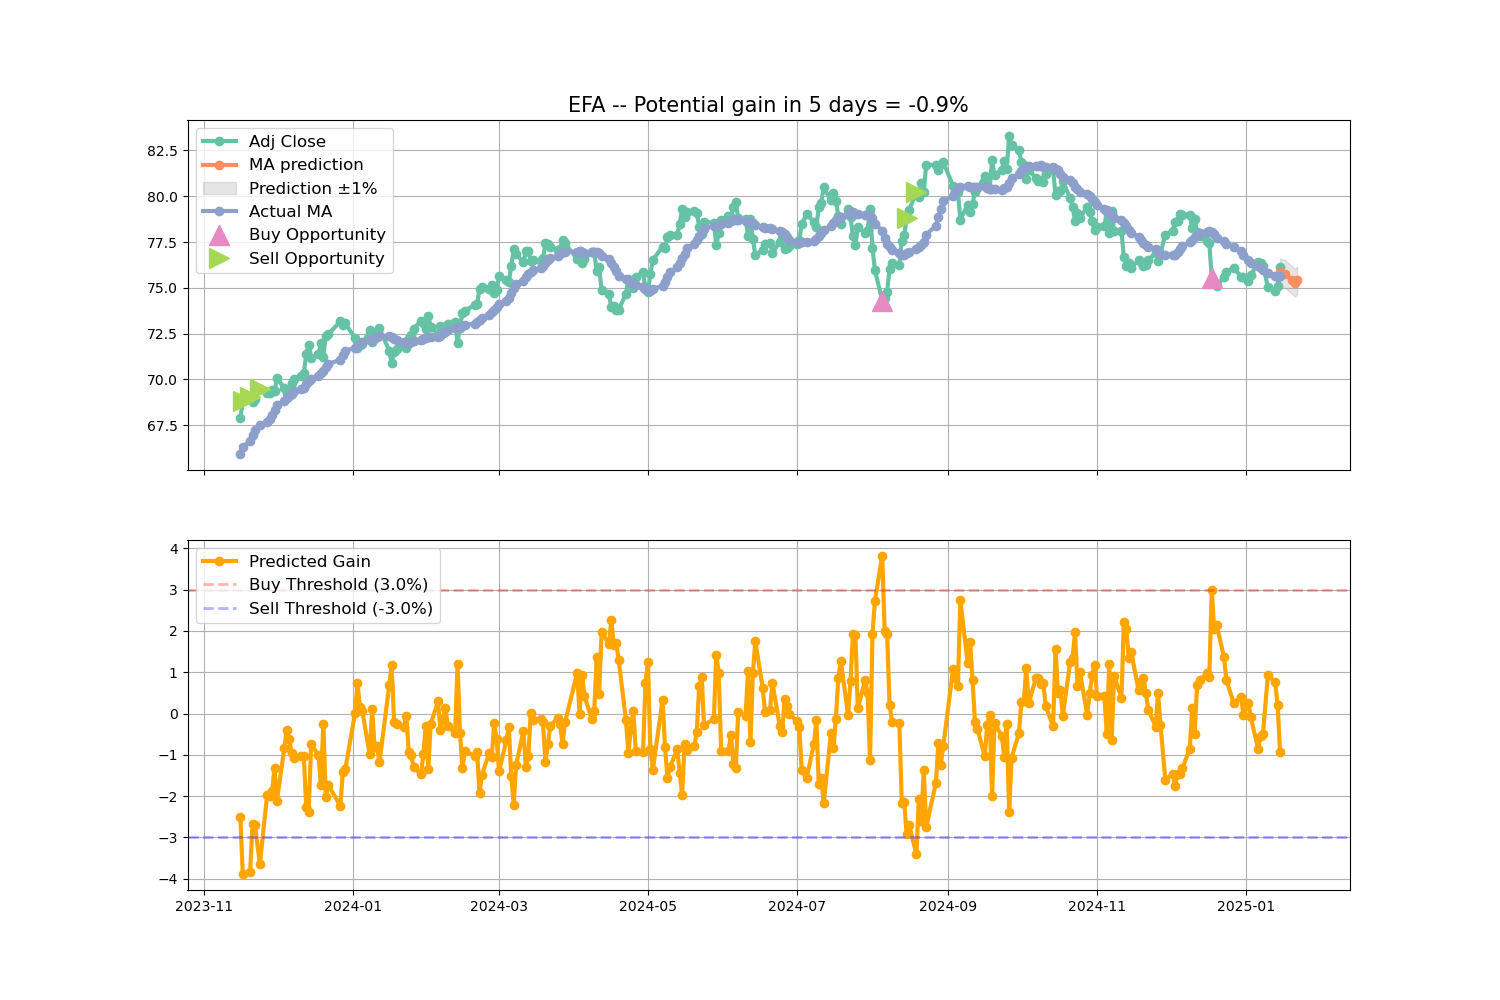 EFA -- Potential gain in 5 days = -0.9%
Adj Close
MA prediction
Prediction ±1%
Actual MA
Buy Opportunity
Sell Opportunity
82.5
80.0
77.5
75.0
72.5
70.0
67.5
Predicted Gain
Buy Threshold (3.0%)
Sell Threshold (-3.0%)
4
3
2
1
0
−1
−2
−3
−4
2023-11 2024-01 2024-03 2024-05 2024-07 2024-09 2024-11 2025-01